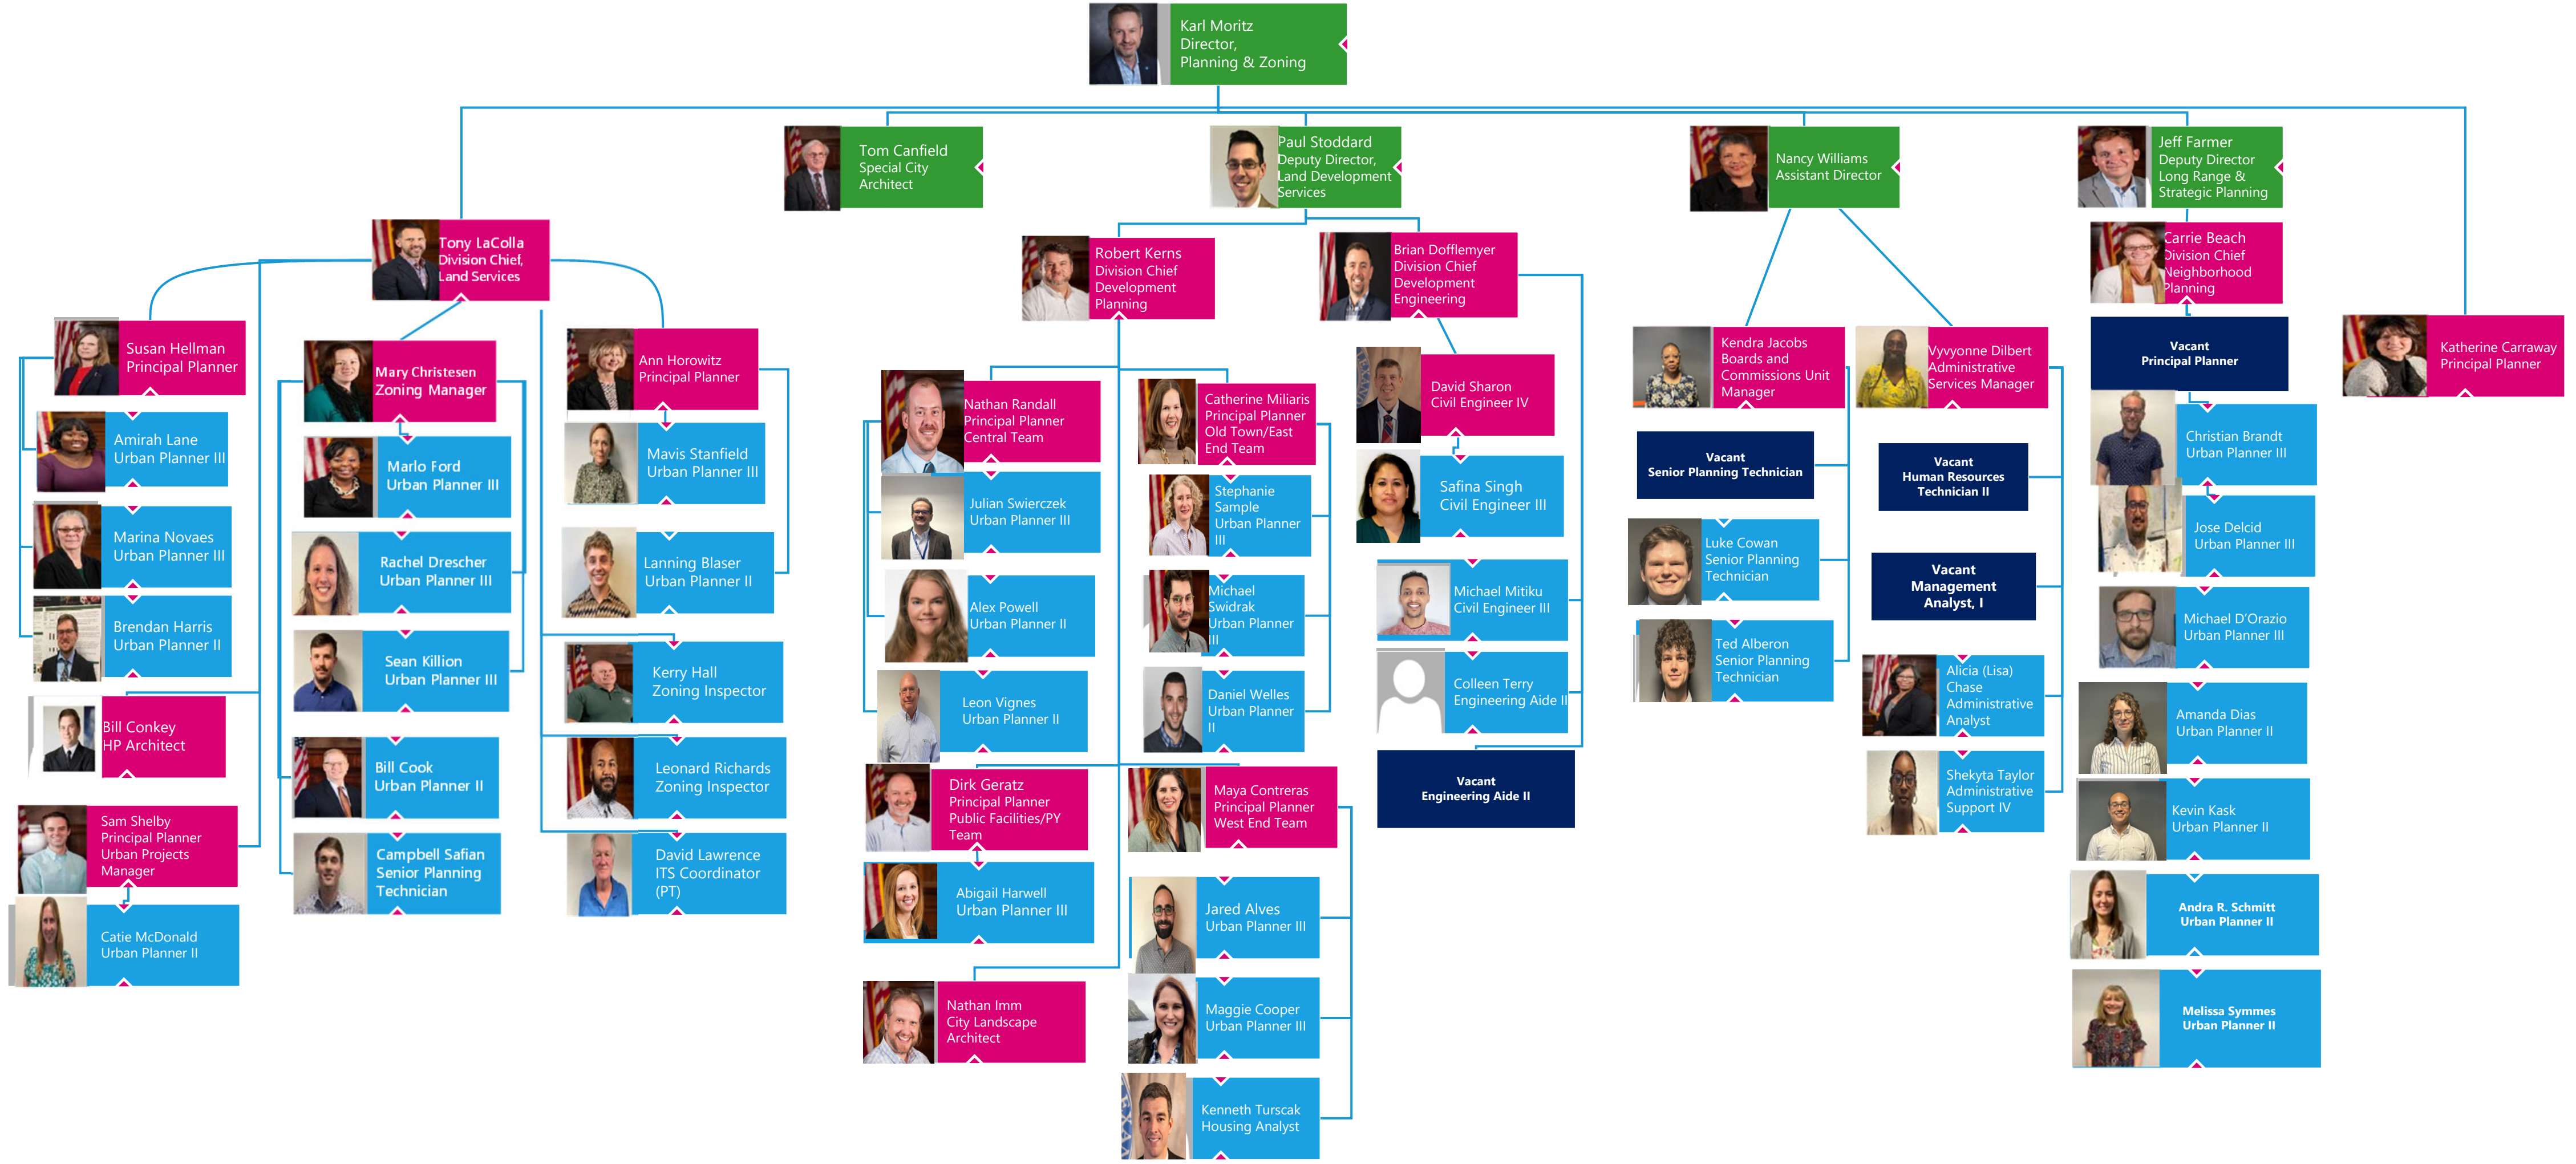 Karl Moritz
Director,
Planning & Zoning
Tom Canfield
Special City
Architect
Paul Stoddard
Deputy Director,
Land Development
Services
Nancy Williams
Assistant Director
Jeff Farmer
Deputy Director
Long Range &
Strategic Planning
Tony LaColla
Division Chief,
Land Services
Susan Hellman
Principal Planner
Amirah Lane
Urban Planner III
Marina Novaes
Urban Planner III
Brendan Harris
Urban Planner II
Bill Conkey
HP Architect
Sam Shelby
Principal Planner
Urban Projects
Manager
Catie McDonald
Urban Planner II
Mary Christesen
Zoning Manager
Marlo Ford
Urban Planner III
Rachel Drescher
Urban Planner III
Sean Killion
Urban Planner III
Bill Cook
Urban Planner II
Campbell Safian
Senior Planning
Technician
Ann Horowitz
Principal Planner
Mavis Stanfield
Urban Planner III
Lanning Blaser
Urban Planner II
Kerry Hall
Zoning Inspector
Leonard Richards
Zoning Inspector
David Lawrence
ITS Coordinator
(PT)
Robert Kerns
Division Chief
Development
Planning
Nathan Randall
Principal Planner
Central Team
Julian Swierczek
Urban Planner III
Alex Powell
Urban Planner II
Leon Vignes
Urban Planner II
Dirk Geratz
Principal Planner
Public Facilities/PY
Team
Abigail Harwell
Urban Planner III
Nathan Imm
City Landscape
Architect
Catherine Miliaris
Principal Planner
Old Town/East
End Team
Stephanie
Sample
Urban Planner
III
Michael
Swidrak
Urban Planner
III
Daniel Welles
Urban Planner
II
Maya Contreras
Principal Planner
West End Team
Jared Alves
Urban Planner III
Maggie Cooper
Urban Planner III
Kenneth Turscak
Housing Analyst
Brian Dofflemyer
Division Chief
Development
Engineering
David Sharon
Civil Engineer IV
Safina Singh
Civil Engineer III
Michael Mitiku
Civil Engineer III
Colleen Terry
Engineering Aide II
Vacant
Engineering Aide II
Kendra Jacobs
Boards and
Commissions Unit
Manager
Vacant
Senior Planning Technician
Luke Cowan
Senior Planning
Technician
Ted Alberon
Senior Planning
Technician
Vyvyonne Dilbert
Administrative
Services Manager
Vacant
Human Resources
Technician II
Vacant
Management
Analyst, I
Alicia (Lisa)
Chase
Administrative
Analyst
Shekyta Taylor
Administrative
Support IV
Carrie Beach
Division Chief
Neighborhood
Planning
Vacant
Principal Planner
Christian Brandt
Urban Planner III
Jose Delcid
Urban Planner III
Michael D'Orazio
Urban Planner III
Amanda Dias
Urban Planner II
Kevin Kask
Urban Planner II
Andra R. Schmitt
Urban Planner II
Melissa Symmes
Urban Planner II
Katherine Carraway
Principal Planner